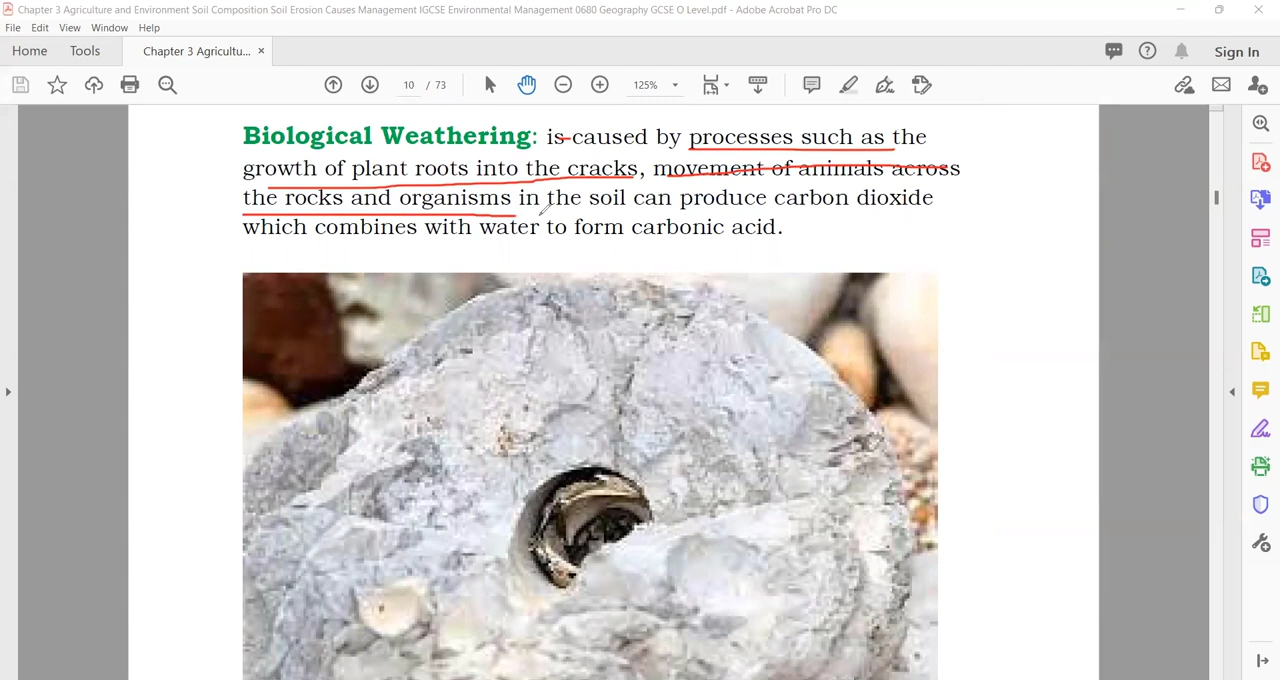 Chapter 3 Agriculture and Environment Soil Composition Soil Erosion Causes Management IGCSE Environmental Management 0680 Geography GCSE O Level.pdf - Adobe Acrobat Pro DC
File Edit View Window Help
Home Tools Chapter 3 Agricultu... × Sign In
10 / 73 125%
Biological Weathering: is caused by processes such as the
growth of plant roots into the cracks, movement of animals across
the rocks and organisms in the soil can produce carbon dioxide
which combines with water to form carbonic acid.